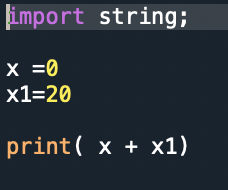 import string;
x =0
x1=20
print( x + x1)